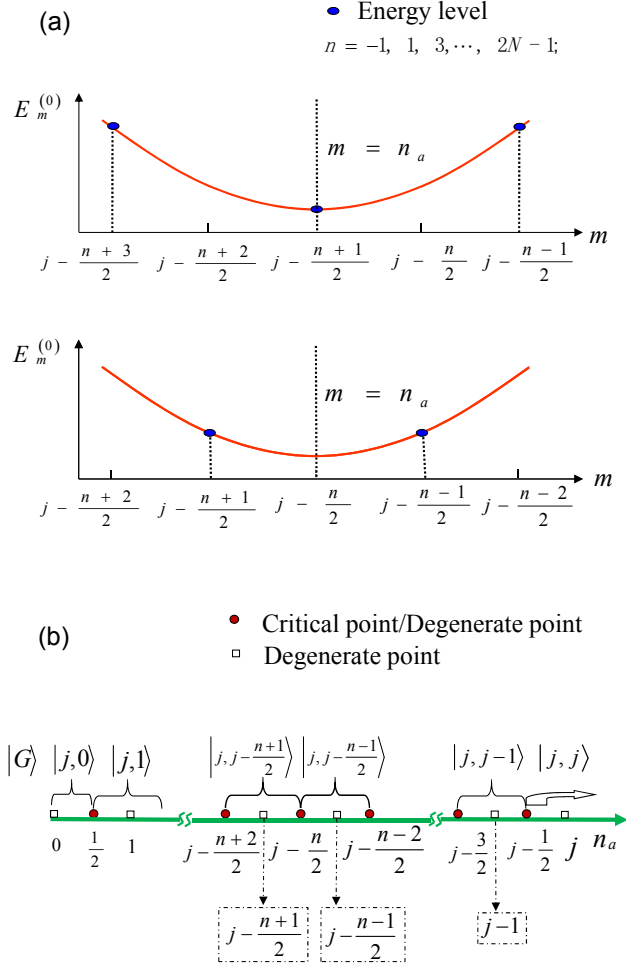 (a)
Energy level
n = −1, 1, 3,⋯, 2N − 1;
E_m^(0)
m = n_a
j − (n + 3)/2 j − (n + 2)/2 j − (n + 1)/2 j − n/2 j − (n − 1)/2 m
E_m^(0)
m = n_a
j − (n + 2)/2 j − (n + 1)/2 j − n/2 j − (n − 1)/2 j − (n − 2)/2 m
(b)
Critical point/Degenerate point
Degenerate point
|G⟩ |j,0⟩ |j,1⟩ |j, j − (n+1)/2⟩ |j, j − (n−1)/2⟩ |j, j−1⟩ |j, j⟩
0 1/2 1 j − (n+2)/2 j − n/2 j − (n−2)/2 j − 3/2 j − 1/2 j n_a
j − (n+1)/2 j − (n−1)/2 j−1